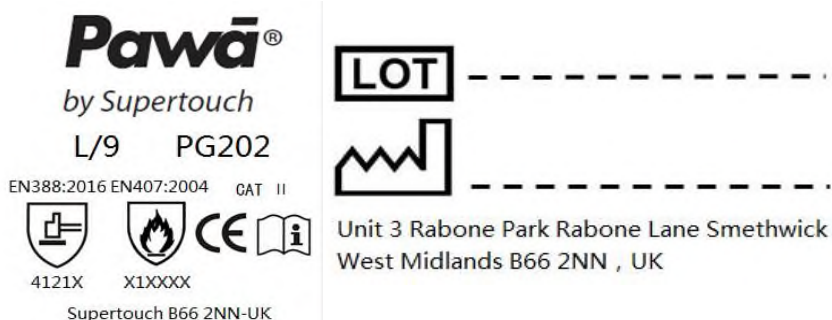 Pawā®
by Supertouch
L/9 PG202
EN388:2016 EN407:2004 CAT II
CE i
4121X X1XXXX
Supertouch B66 2NN-UK
LOT
Unit 3 Rabone Park Rabone Lane Smethwick
West Midlands B66 2NN , UK